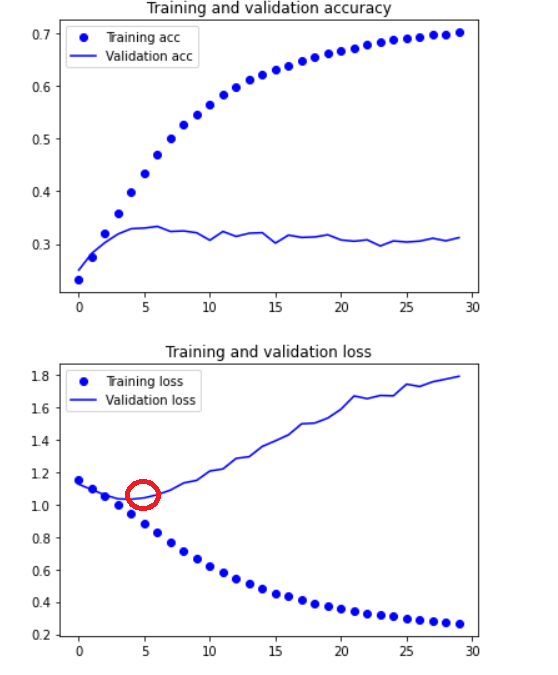 Training and validation accuracy
0.7
0.6
0.5
0.4
0.3
Training acc
Validation acc
0 5 10 15 20 25 30
Training and validation loss
1.8
1.6
1.4
1.2
1.0
0.8
0.6
0.4
0.2
Training loss
Validation loss
0 5 10 15 20 25 30